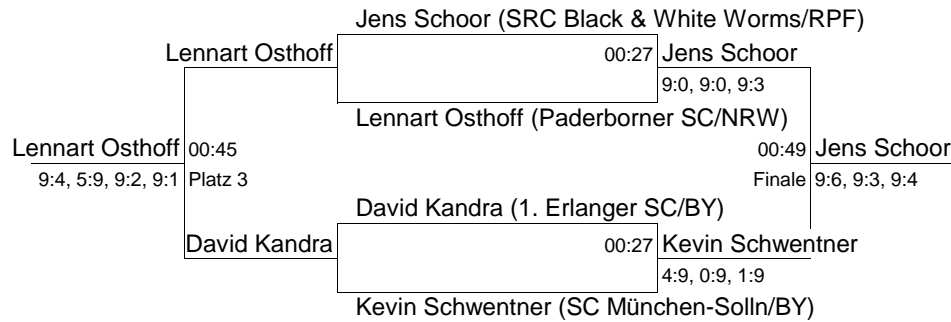 Jens Schoor (SRC Black & White Worms/RPF)
Lennart Osthoff 00:27 Jens Schoor
9:0, 9:0, 9:3
Lennart Osthoff (Paderborner SC/NRW)
Lennart Osthoff 00:45 00:49 Jens Schoor
9:4, 5:9, 9:2, 9:1 Platz 3 Finale 9:6, 9:3, 9:4
David Kandra (1. Erlanger SC/BY)
David Kandra 00:27 Kevin Schwentner
4:9, 0:9, 1:9
Kevin Schwentner (SC München-Solln/BY)